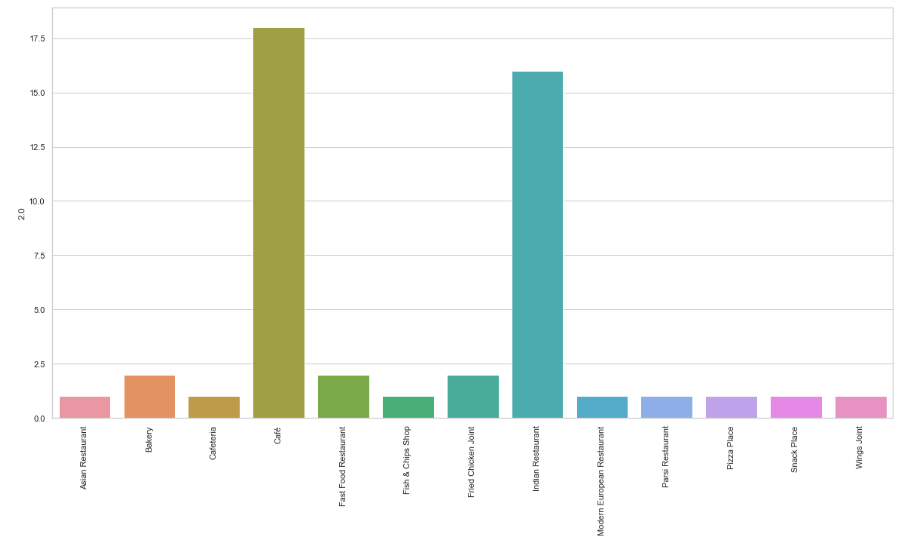 17.5
15.0
12.5
10.0
7.5
5.0
2.5
0.0
2.0
Asian Restaurant
Bakery
Cafeteria
Café
Fast Food Restaurant
Fish & Chips Shop
Fried Chicken Joint
Indian Restaurant
Modern European Restaurant
Parsi Restaurant
Pizza Place
Snack Place
Wings Joint